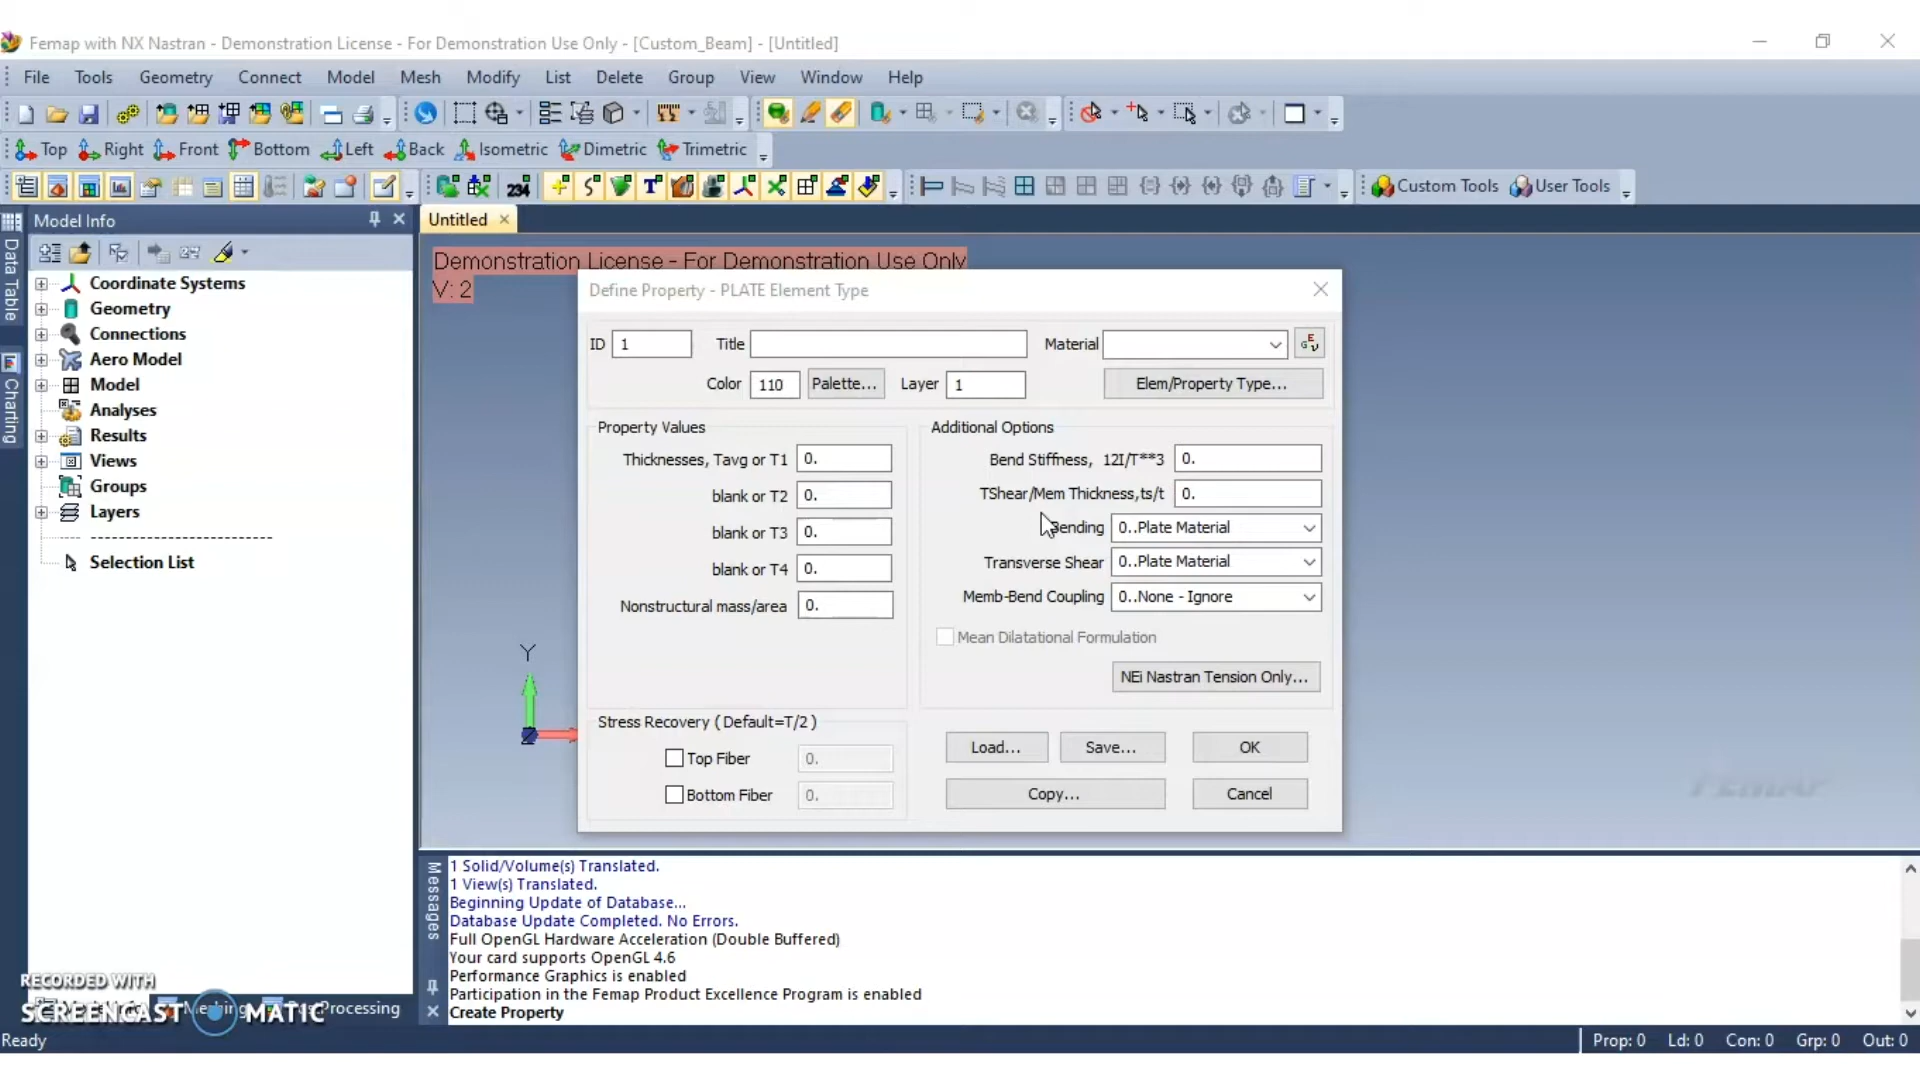 Femap with NX Nastran - Demonstration License - For Demonstration Use Only - [Custom_Beam] - [Untitled]
File Tools Geometry Connect Model Mesh Modify List Delete Group View Window Help
Top Right Front Bottom Left Back Isometric Dimetric Trimetric
234 T Custom Tools User Tools
Model Info
Untitled
Data Table
Charting
Coordinate Systems
Geometry
Connections
Aero Model
Model
Analyses
Results
Views
Groups
Layers
Selection List
Demonstration License - For Demonstration Use Only
V: 2
Y
Define Property - PLATE Element Type
ID 1 Title Material
Color 110 Palette... Layer 1 Elem/Property Type...
Property Values
Thicknesses, Tavg or T1 0.
blank or T2 0.
blank or T3 0.
blank or T4 0.
Nonstructural mass/area 0.
Additional Options
Bend Stiffness, 12I/T**3 0.
TShear/Mem Thickness,ts/t 0.
Bending 0..Plate Material
Transverse Shear 0..Plate Material
Memb-Bend Coupling 0..None - Ignore
Mean Dilatational Formulation
NEi Nastran Tension Only...
Stress Recovery ( Default=T/2 )
Top Fiber 0.
Bottom Fiber 0.
Load... Save... OK
Copy... Cancel
FEMAP
Messages
1 Solid/Volume(s) Translated.
1 View(s) Translated.
Beginning Update of Database...
Database Update Completed. No Errors.
Full OpenGL Hardware Acceleration (Double Buffered)
Your card supports OpenGL 4.6
Performance Graphics is enabled
Participation in the Femap Product Excellence Program is enabled
Create Property
RECORDED WITH
SCREENCAST MATIC
Ready
Prop: 0 Ld: 0 Con: 0 Grp: 0 Out: 0